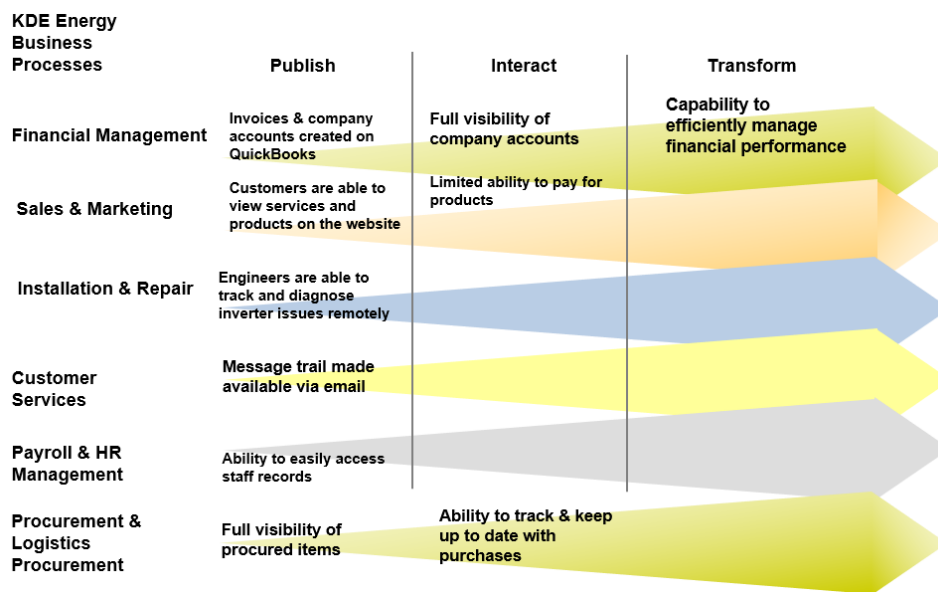 KDE Energy
Business
Processes
Publish
Interact
Transform
Financial Management
Invoices & company
accounts created on
QuickBooks
Full visibility of
company accounts
Capability to
efficiently manage
financial performance
Sales & Marketing
Customers are able to
view services and
products on the website
Limited ability to pay for
products
Installation & Repair
Engineers are able to
track and diagnose
inverter issues remotely
Customer
Services
Message trail made
available via email
Payroll & HR
Management
Ability to easily access
staff records
Procurement &
Logistics
Procurement
Full visibility of
procured items
Ability to track & keep
up to date with
purchases